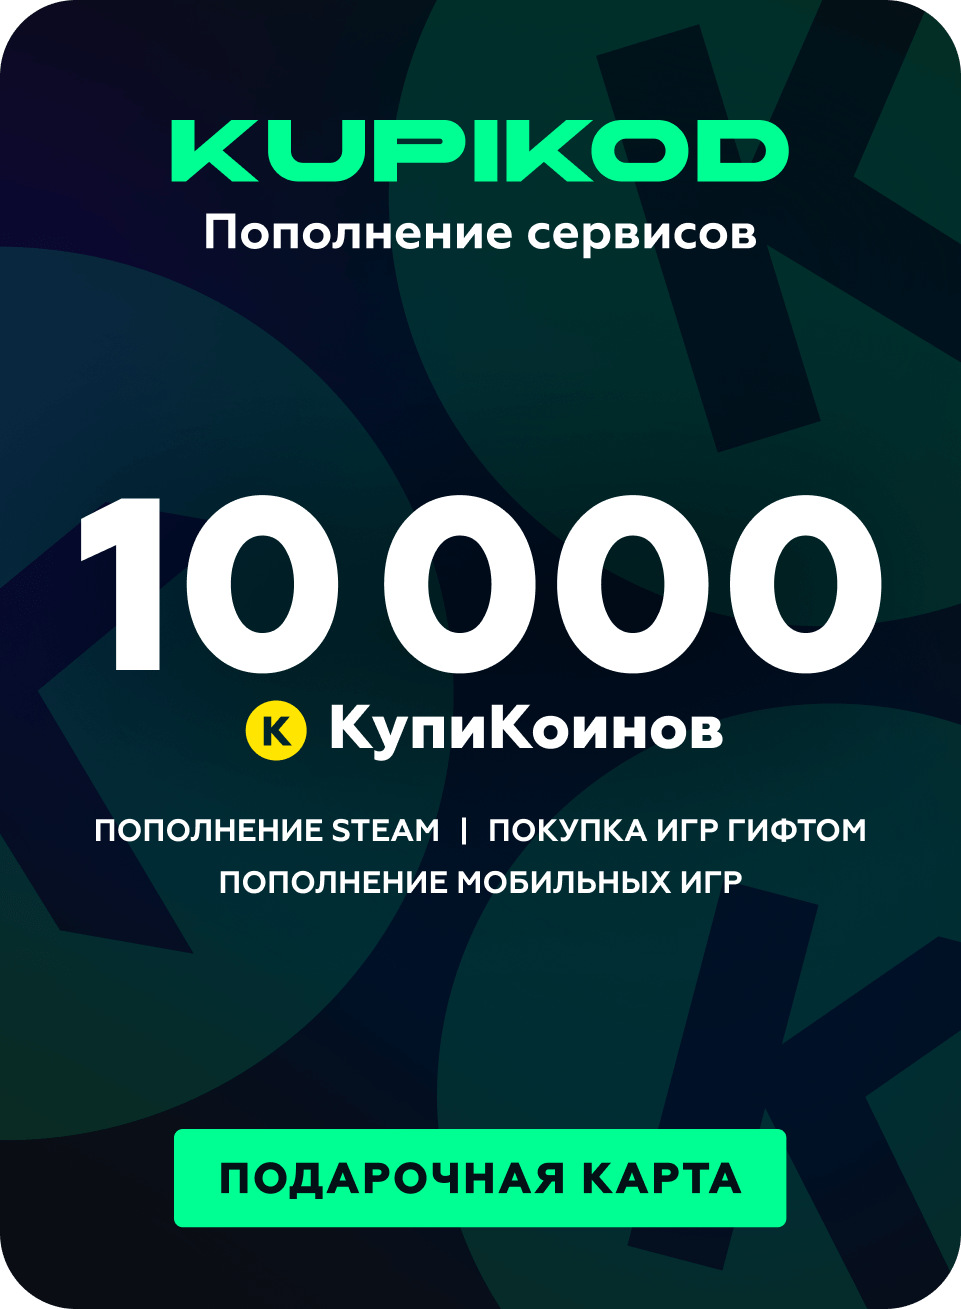 KUPIKOD
Пополнение сервисов
10 000
К КупиКоинов
ПОПОЛНЕНИЕ STEAM | ПОКУПКА ИГР ГИФТОМ
ПОПОЛНЕНИЕ МОБИЛЬНЫХ ИГР
ПОДАРОЧНАЯ КАРТА